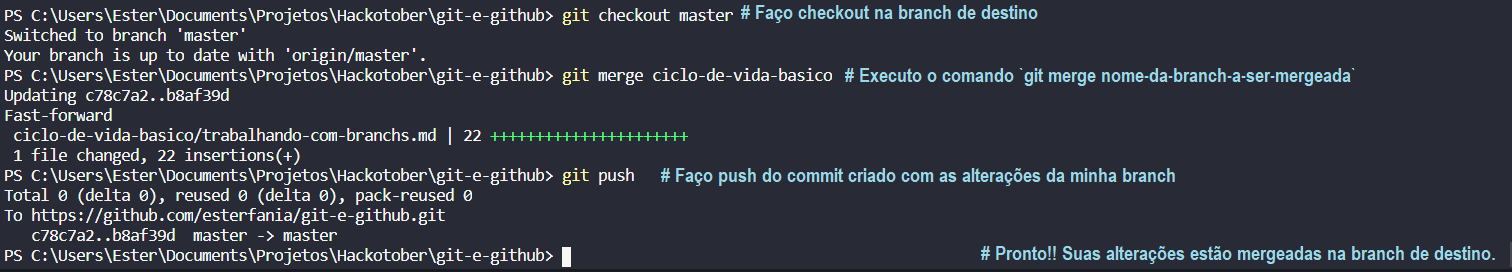 PS C:\Users\Ester\Documents\Projetos\Hackotober\git-e-github> git checkout master # Faço checkout na branch de destino
Switched to branch 'master'
Your branch is up to date with 'origin/master'.
PS C:\Users\Ester\Documents\Projetos\Hackotober\git-e-github> git merge ciclo-de-vida-basico # Executo o comando `git merge nome-da-branch-a-ser-mergeada`
Updating c78c7a2..b8af39d
Fast-forward
 ciclo-de-vida-basico/trabalhando-com-branchs.md | 22 ++++++++++++++++++++++
 1 file changed, 22 insertions(+)
PS C:\Users\Ester\Documents\Projetos\Hackotober\git-e-github> git push # Faço push do commit criado com as alterações da minha branch
Total 0 (delta 0), reused 0 (delta 0), pack-reused 0
To https://github.com/esterfania/git-e-github.git
   c78c7a2..b8af39d  master -> master
PS C:\Users\Ester\Documents\Projetos\Hackotober\git-e-github> # Pronto!! Suas alterações estão mergeadas na branch de destino.